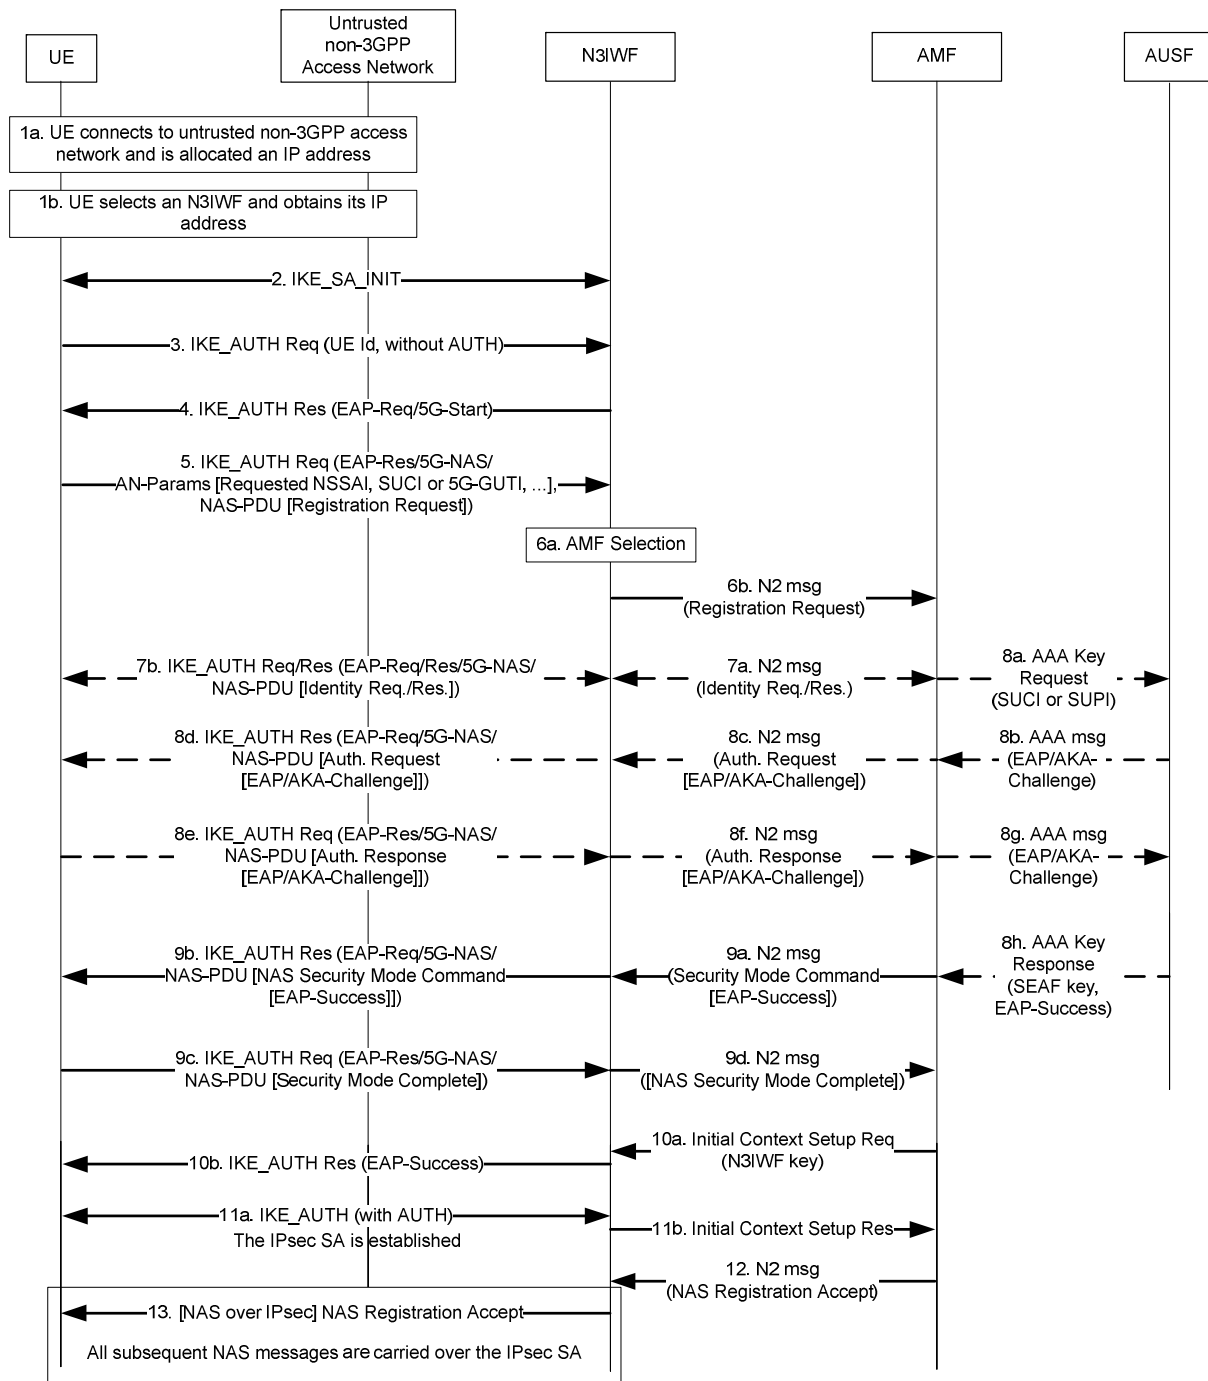 UE
Untrusted
non-3GPP
Access Network
N3IWF
AMF
AUSF
1a. UE connects to untrusted non-3GPP access
network and is allocated an IP address
1b. UE selects an N3IWF and obtains its IP
address
2. IKE_SA_INIT
3. IKE_AUTH Req (UE Id, without AUTH)
4. IKE_AUTH Res (EAP-Req/5G-Start)
5. IKE_AUTH Req (EAP-Res/5G-NAS/
AN-Params [Requested NSSAI, SUCI or 5G-GUTI, ...],
NAS-PDU [Registration Request])
6a. AMF Selection
6b. N2 msg
(Registration Request)
7b. IKE_AUTH Req/Res (EAP-Req/Res/5G-NAS/
NAS-PDU [Identity Req./Res.])
7a. N2 msg
(Identity Req./Res.)
8a. AAA Key
Request
(SUCI or SUPI)
8d. IKE_AUTH Res (EAP-Req/5G-NAS/
NAS-PDU [Auth. Request
[EAP/AKA-Challenge]])
8c. N2 msg
(Auth. Request
[EAP/AKA-Challenge])
8b. AAA msg
(EAP/AKA-
Challenge)
8e. IKE_AUTH Req (EAP-Res/5G-NAS/
NAS-PDU [Auth. Response
[EAP/AKA-Challenge]])
8f. N2 msg
(Auth. Response
[EAP/AKA-Challenge])
8g. AAA msg
(EAP/AKA-
Challenge)
9b. IKE_AUTH Res (EAP-Req/5G-NAS/
NAS-PDU [NAS Security Mode Command
[EAP-Success]])
9a. N2 msg
(Security Mode Command
[EAP-Success])
8h. AAA Key
Response
(SEAF key,
EAP-Success)
9c. IKE_AUTH Req (EAP-Res/5G-NAS/
NAS-PDU [Security Mode Complete])
9d. N2 msg
([NAS Security Mode Complete])
10a. Initial Context Setup Req
(N3IWF key)
10b. IKE_AUTH Res (EAP-Success)
11a. IKE_AUTH (with AUTH)
The IPsec SA is established
11b. Initial Context Setup Res
12. N2 msg
(NAS Registration Accept)
13. [NAS over IPsec] NAS Registration Accept
All subsequent NAS messages are carried over the IPsec SA